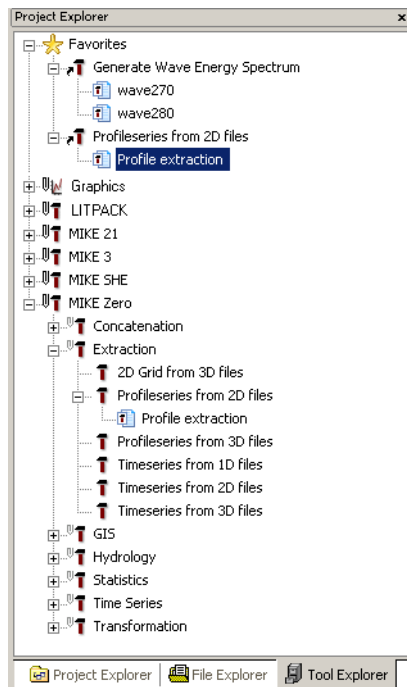 Project Explorer
Favorites
Generate Wave Energy Spectrum
wave270
wave280
Profileseries from 2D files
Profile extraction
Graphics
LITPACK
MIKE 21
MIKE 3
MIKE SHE
MIKE Zero
Concatenation
Extraction
2D Grid from 3D files
Profileseries from 2D files
Profile extraction
Profileseries from 3D files
Timeseries from 1D files
Timeseries from 2D files
Timeseries from 3D files
GIS
Hydrology
Statistics
Time Series
Transformation
Project Explorer File Explorer Tool Explorer